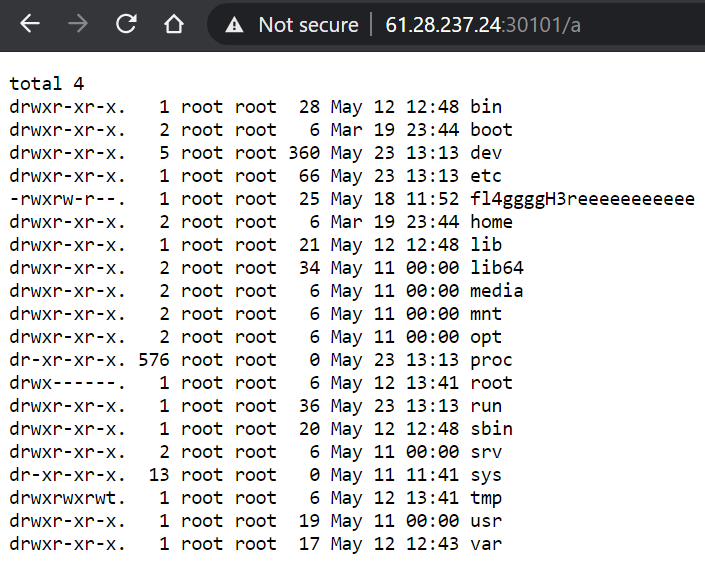 Not secure | 61.28.237.24:30101/a
total 4
drwxr-xr-x. 1 root root 28 May 12 12:48 bin
drwxr-xr-x. 2 root root 6 Mar 19 23:44 boot
drwxr-xr-x. 5 root root 360 May 23 13:13 dev
drwxr-xr-x. 1 root root 66 May 23 13:13 etc
-rwxrw-r--. 1 root root 25 May 18 11:52 fl4ggggH3reeeeeeeeeee
drwxr-xr-x. 2 root root 6 Mar 19 23:44 home
drwxr-xr-x. 1 root root 21 May 12 12:48 lib
drwxr-xr-x. 2 root root 34 May 11 00:00 lib64
drwxr-xr-x. 2 root root 6 May 11 00:00 media
drwxr-xr-x. 2 root root 6 May 11 00:00 mnt
drwxr-xr-x. 2 root root 6 May 11 00:00 opt
dr-xr-xr-x. 576 root root 0 May 23 13:13 proc
drwx------. 1 root root 6 May 12 13:41 root
drwxr-xr-x. 1 root root 36 May 23 13:13 run
drwxr-xr-x. 1 root root 20 May 12 12:48 sbin
drwxr-xr-x. 2 root root 6 May 11 00:00 srv
dr-xr-xr-x. 13 root root 0 May 11 11:41 sys
drwxrwxrwt. 1 root root 6 May 12 13:41 tmp
drwxr-xr-x. 1 root root 19 May 11 00:00 usr
drwxr-xr-x. 1 root root 17 May 12 12:43 var